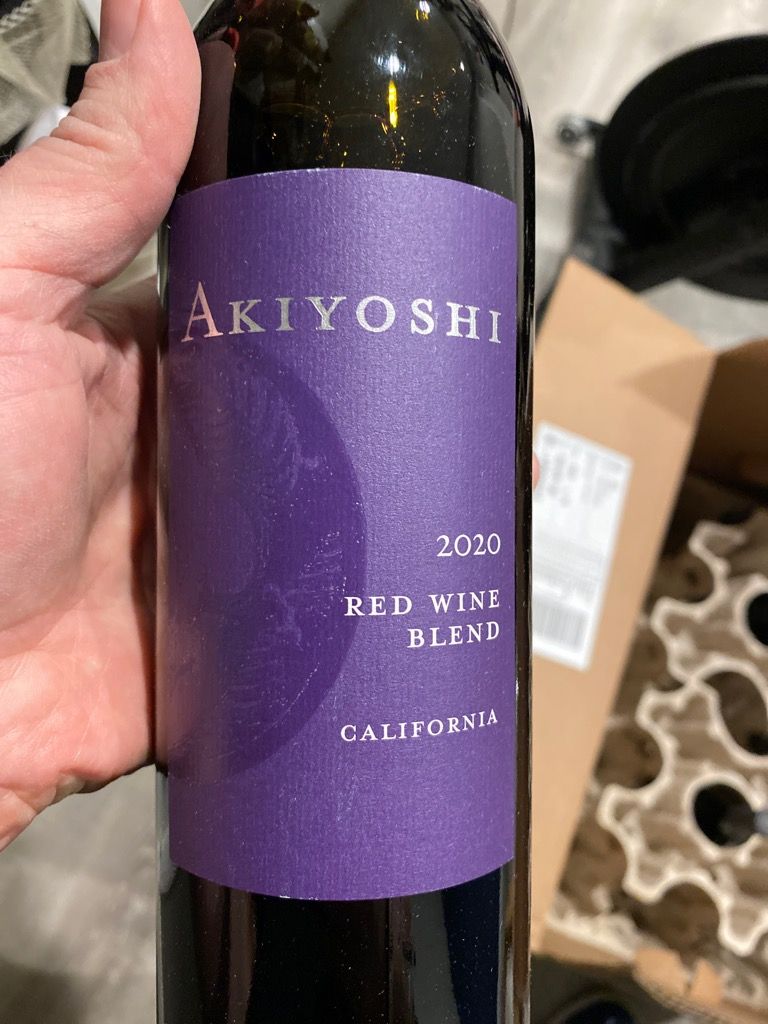 AKIYOSHI
2020
RED WINE
BLEND
CALIFORNIA